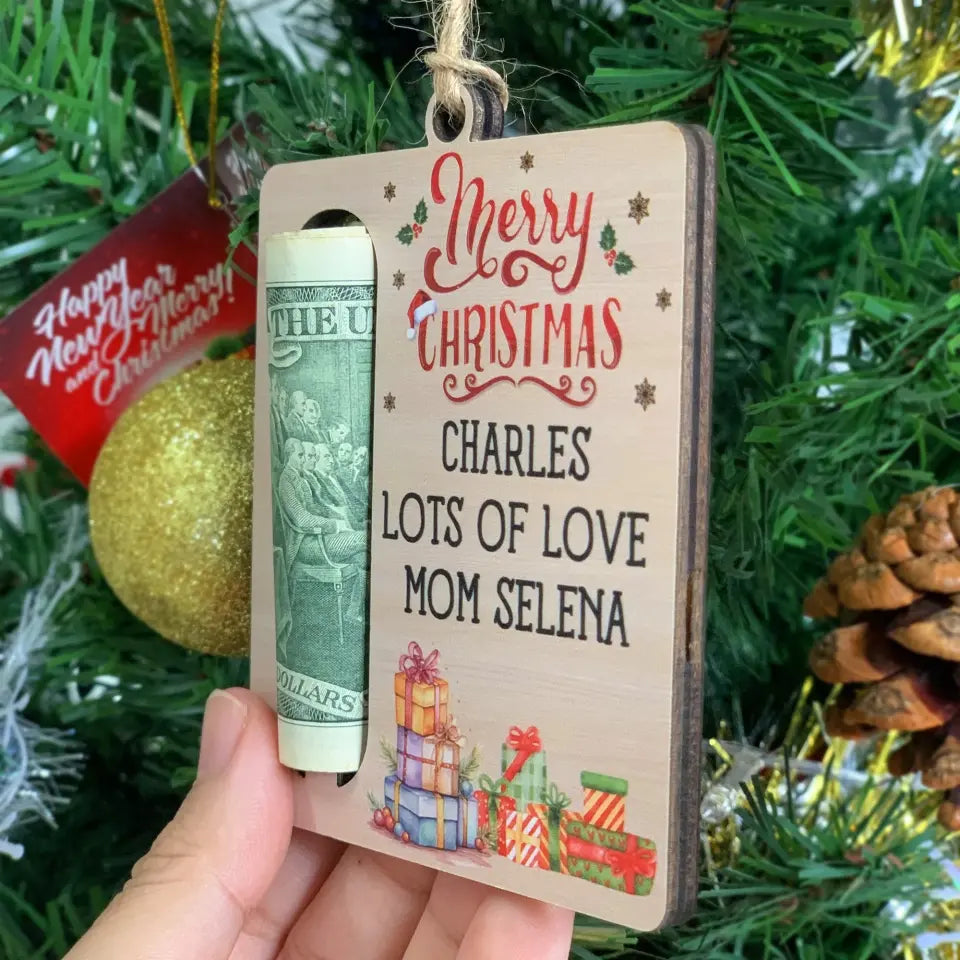 Merry
CHRISTMAS
CHARLES
LOTS OF LOVE
MOM SELENA
THE U
DOLLARS
Happy
New Year
and Merry
Christmas!